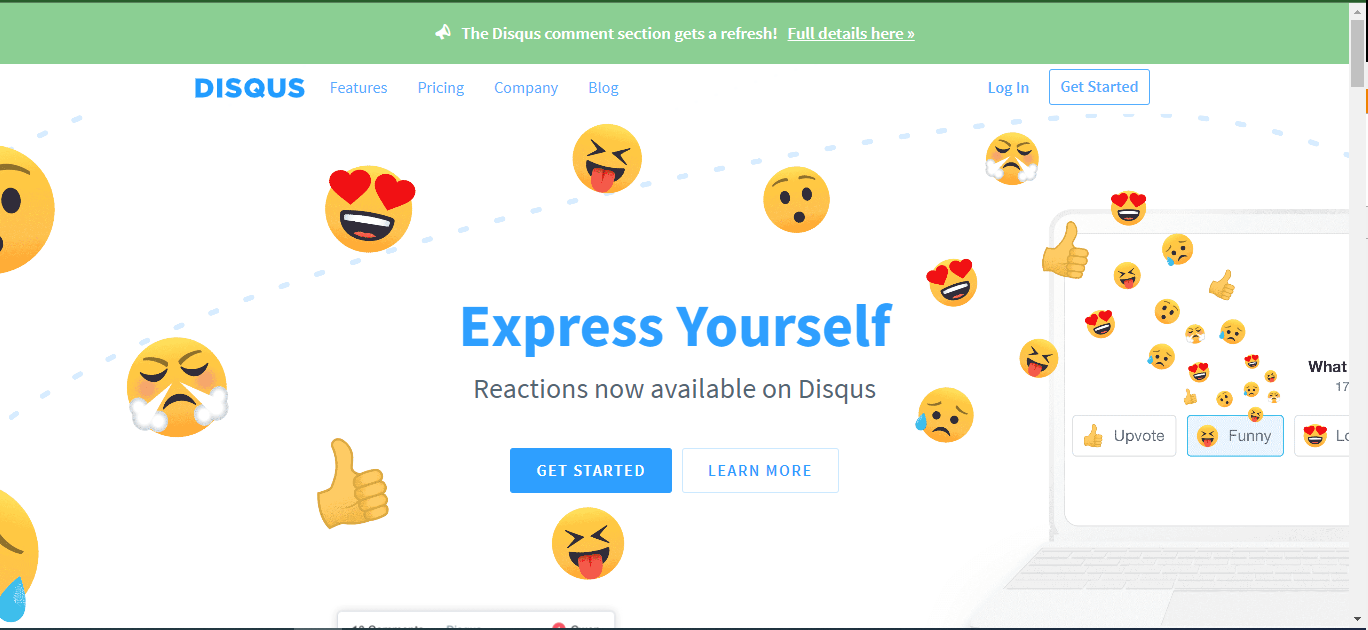 The Disqus comment section gets a refresh! Full details here »
DISQUS Features Pricing Company Blog Log In Get Started
Express Yourself
Reactions now available on Disqus
What
17
Upvote Funny Lo
GET STARTED LEARN MORE